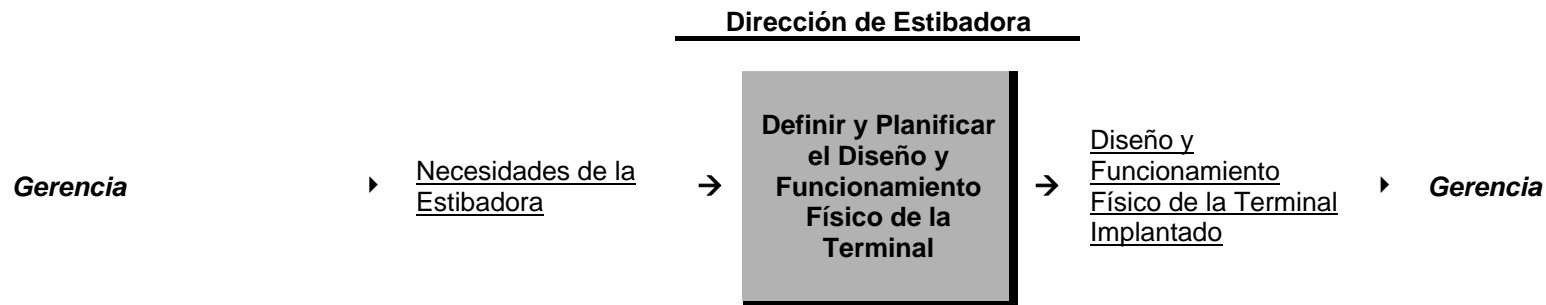 Dirección de Estibadora
Gerencia
Necesidades de la
Estibadora
Definir y Planificar
el Diseño y
Funcionamiento
Físico de la
Terminal
Diseño y
Funcionamiento
Físico de la Terminal
Implantado
Gerencia